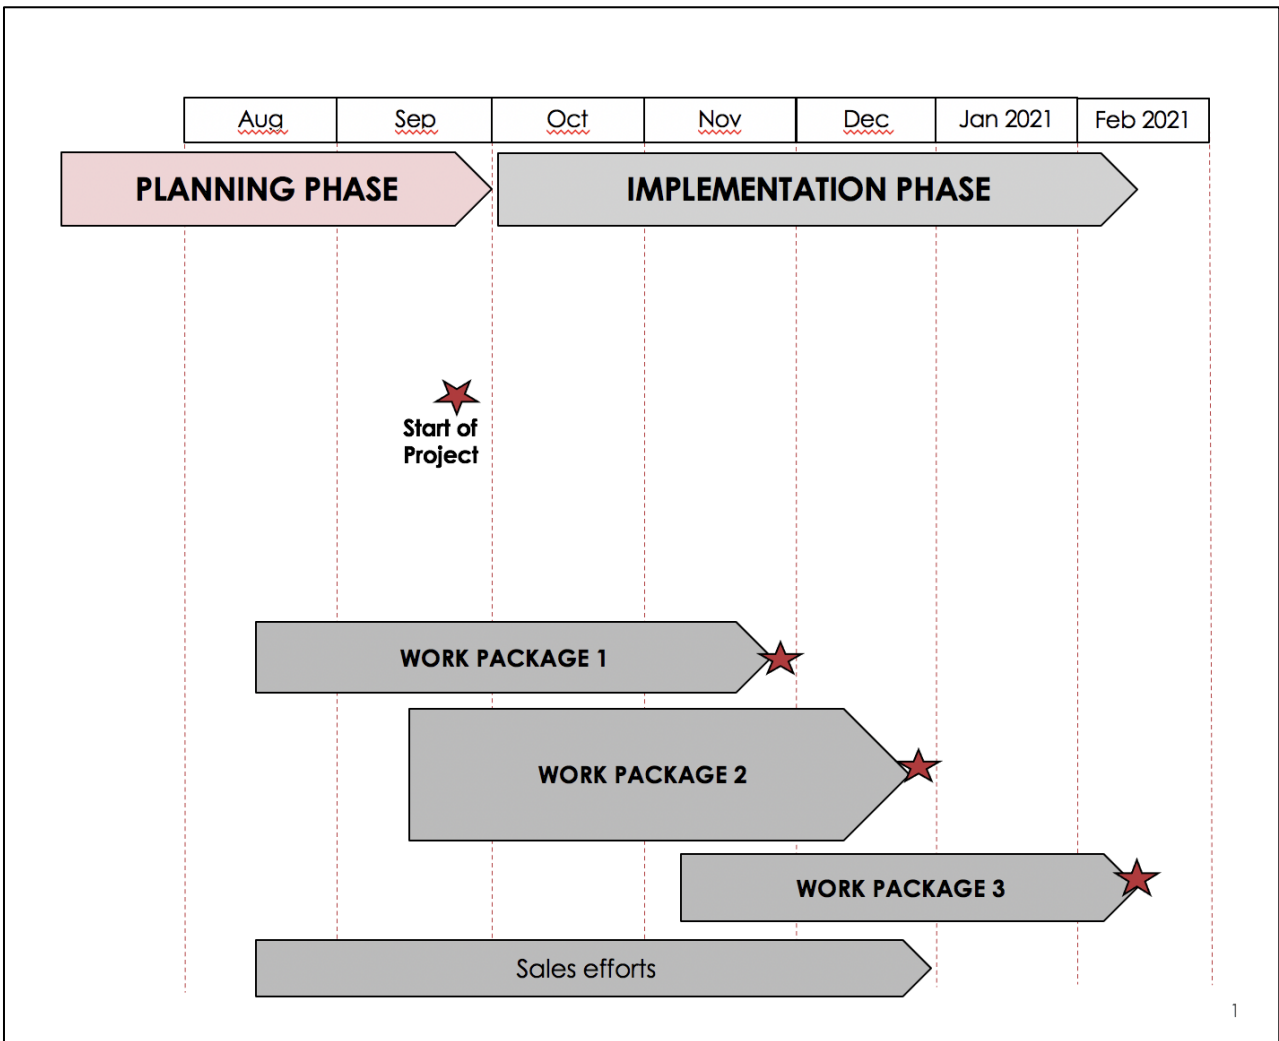 Aug Sep Oct Nov Dec Jan 2021 Feb 2021
PLANNING PHASE IMPLEMENTATION PHASE
Start of
Project
WORK PACKAGE 1
WORK PACKAGE 2
WORK PACKAGE 3
Sales efforts
1